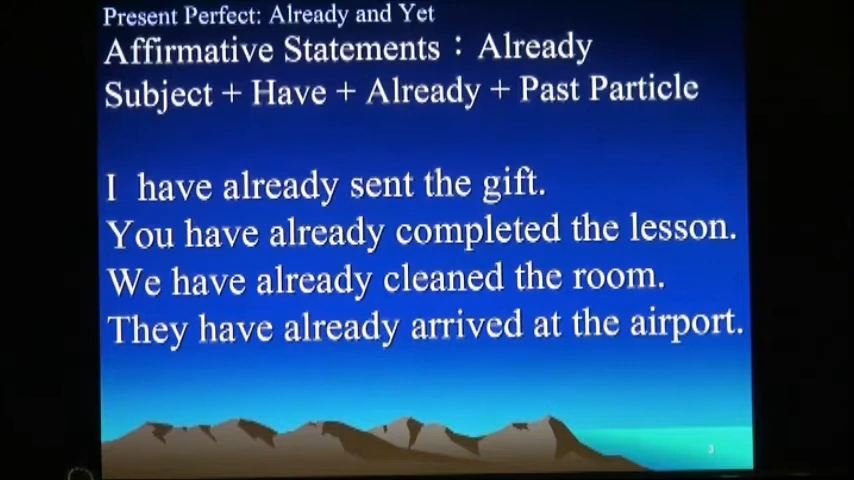 Present Perfect: Already and Yet
Affirmative Statements : Already
Subject + Have + Already + Past Particle
I have already sent the gift.
You have already completed the lesson.
We have already cleaned the room.
They have already arrived at the airport.
3